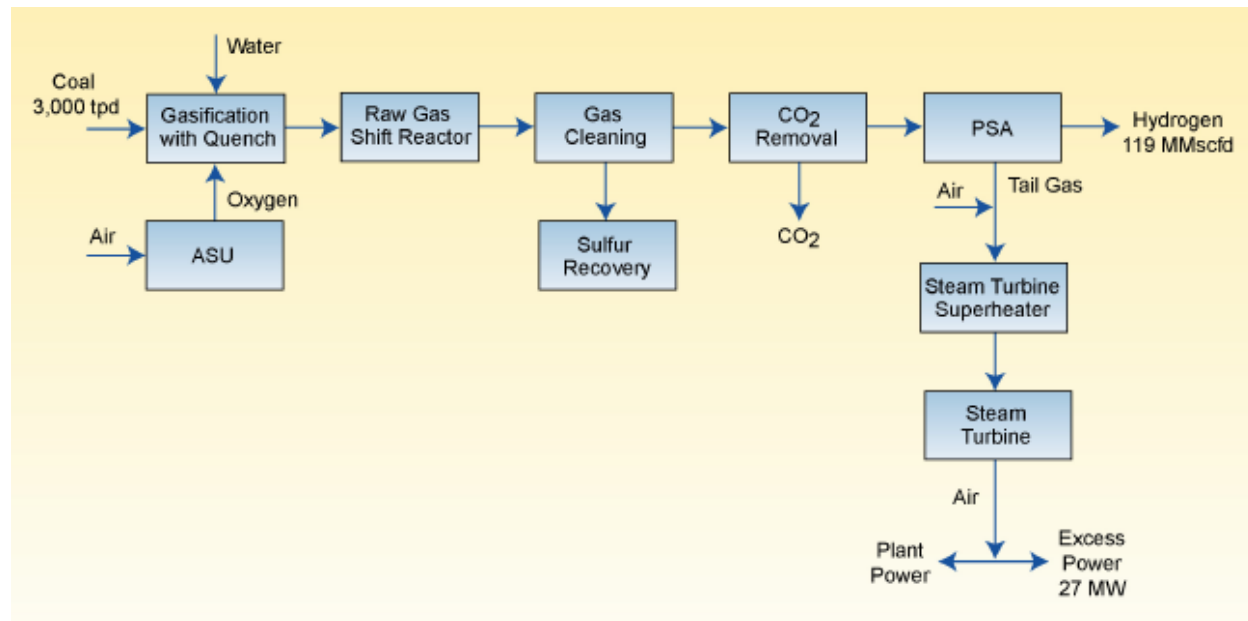 Water
Coal
3,000 tpd
Gasification
with Quench
Raw Gas
Shift Reactor
Gas
Cleaning
CO2
Removal
PSA
Hydrogen
119 MMscfd
Oxygen
Air
ASU
Sulfur
Recovery
CO2
Air
Tail Gas
Steam Turbine
Superheater
Steam
Turbine
Air
Plant
Power
Excess
Power
27 MW